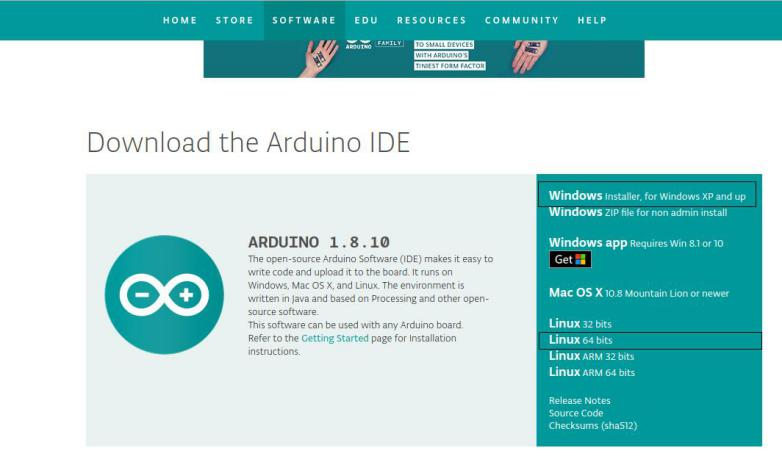 HOME STORE SOFTWARE EDU RESOURCES COMMUNITY HELP
ARDUINO FAMILY
TO SMALL DEVICES
WITH ARDUINO'S
TINIEST FORM FACTOR
Download the Arduino IDE
ARDUINO 1.8.10
The open-source Arduino Software (IDE) makes it easy to
write code and upload it to the board. It runs on
Windows, Mac OS X, and Linux. The environment is
written in Java and based on Processing and other open-
source software.
This software can be used with any Arduino board.
Refer to the Getting Started page for Installation
instructions.
Windows Installer, for Windows XP and up
Windows ZIP file for non admin install
Windows app Requires Win 8.1 or 10
Get
Mac OS X 10.8 Mountain Lion or newer
Linux 32 bits
Linux 64 bits
Linux ARM 32 bits
Linux ARM 64 bits
Release Notes
Source Code
Checksums (sha512)